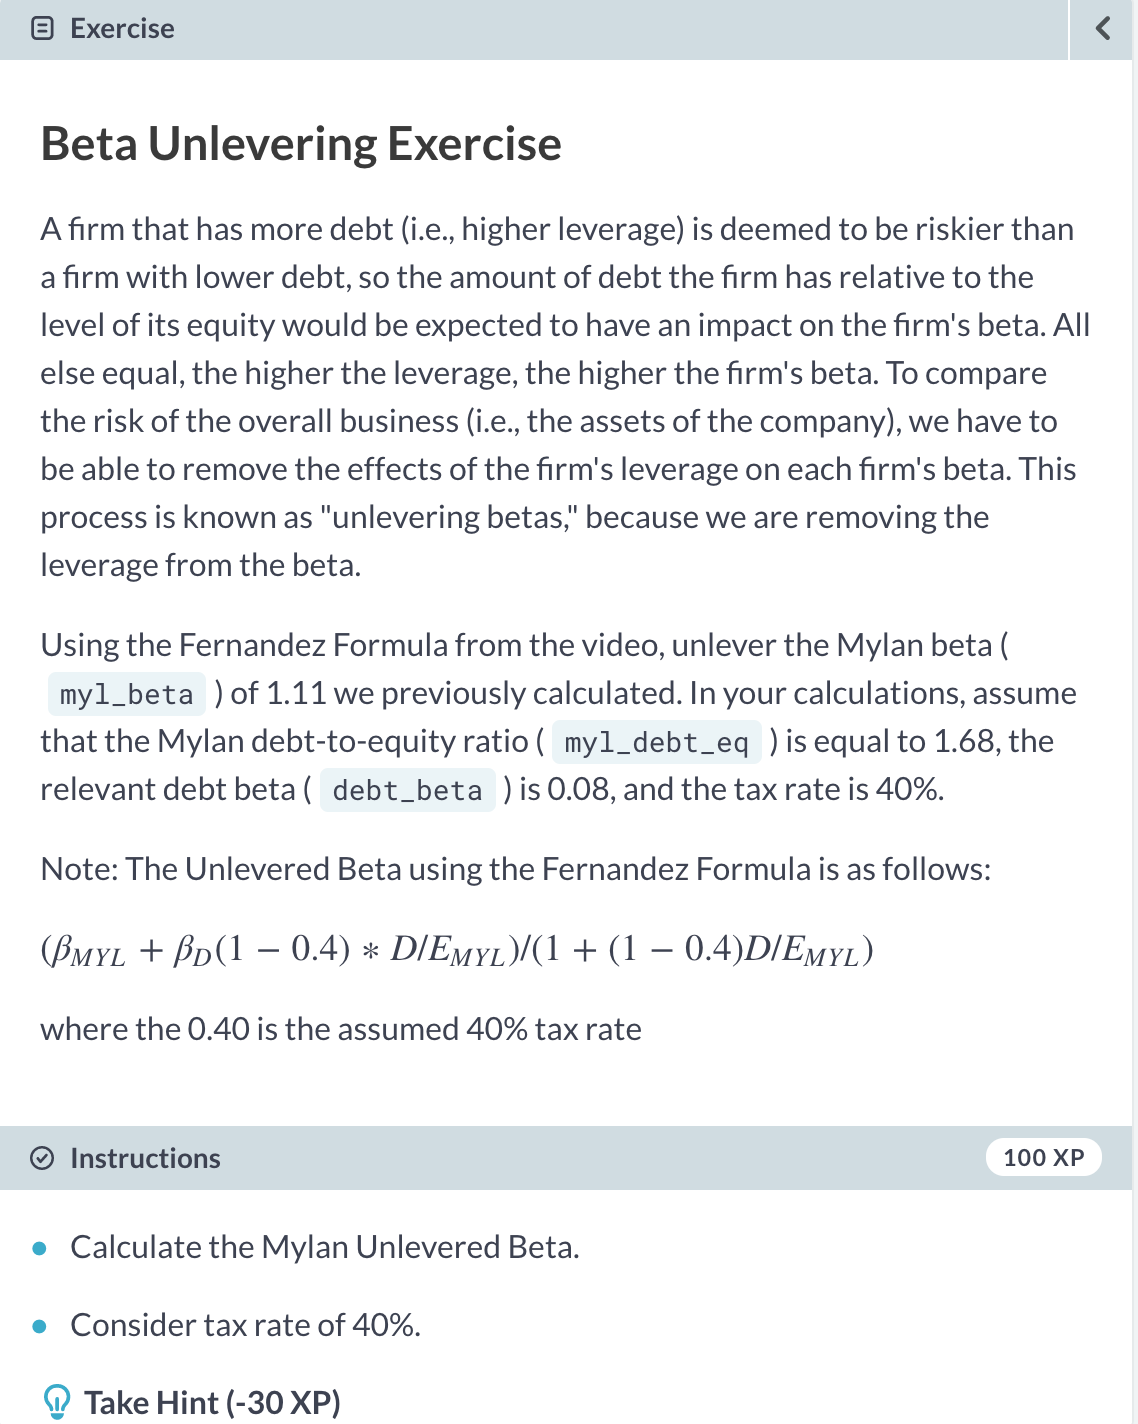 Exercise
Beta Unlevering Exercise
A firm that has more debt (i.e., higher leverage) is deemed to be riskier than
a firm with lower debt, so the amount of debt the firm has relative to the
level of its equity would be expected to have an impact on the firm's beta. All
else equal, the higher the leverage, the higher the firm's beta. To compare
the risk of the overall business (i.e., the assets of the company), we have to
be able to remove the effects of the firm's leverage on each firm's beta. This
process is known as "unlevering betas," because we are removing the
leverage from the beta.
Using the Fernandez Formula from the video, unlever the Mylan beta (
myl_beta ) of 1.11 we previously calculated. In your calculations, assume
that the Mylan debt-to-equity ratio ( myl_debt_eq ) is equal to 1.68, the
relevant debt beta ( debt_beta ) is 0.08, and the tax rate is 40%.
Note: The Unlevered Beta using the Fernandez Formula is as follows:
(β_MYL + β_D(1 − 0.4) ∗ D/E_MYL)/(1 + (1 − 0.4)D/E_MYL)
where the 0.40 is the assumed 40% tax rate
Instructions 100 XP
Calculate the Mylan Unlevered Beta.
Consider tax rate of 40%.
Take Hint (-30 XP)